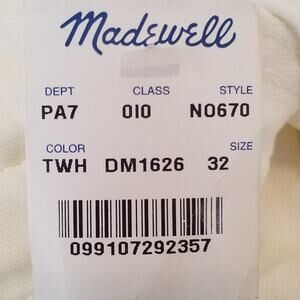 Madewell
DEPT CLASS STYLE
PA7 010 N0670
COLOR SIZE
TWH DM1626 32
099107292357